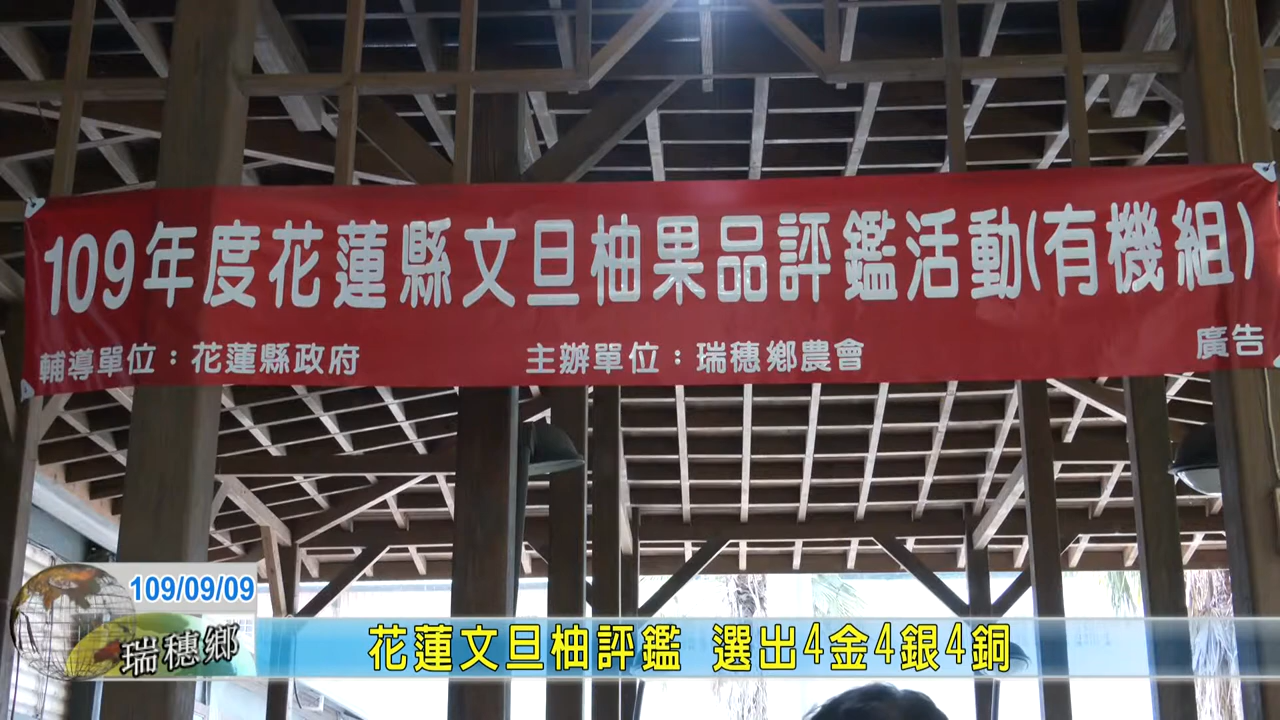 109年度花蓮縣文旦柚果品評鑑活動(有機組)
輔導單位：花蓮縣政府 主辦單位：瑞穗鄉農會 廣告
109/09/09
瑞穗鄉
花蓮文旦柚評鑑 選出4金4銀4銅